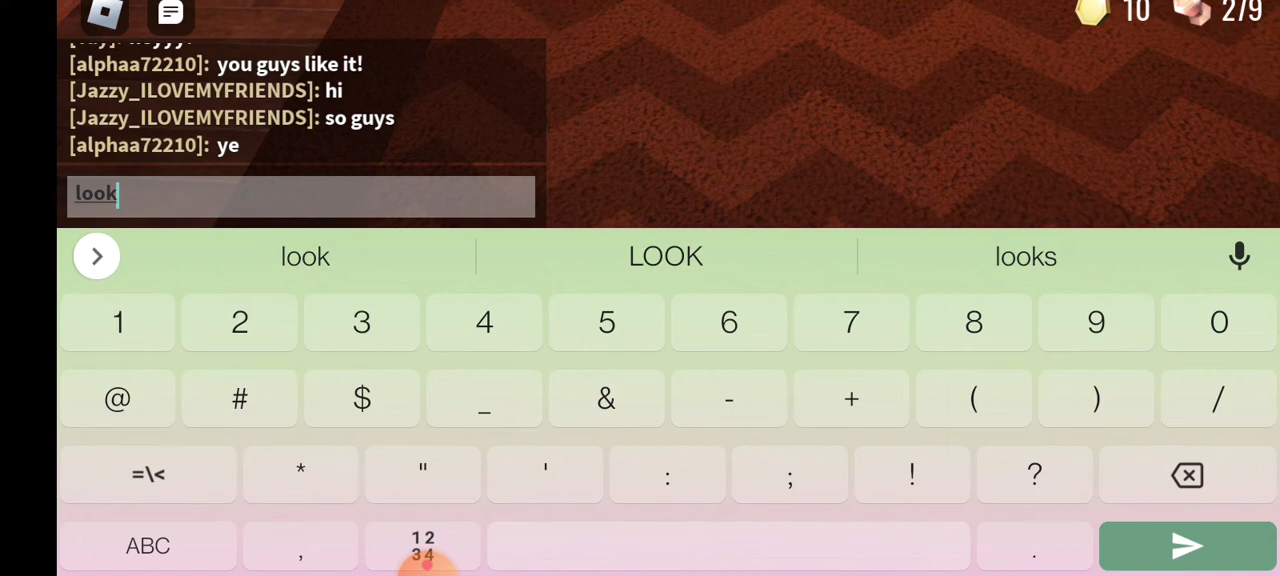 10 2/9
[alphaa72210]: you guys like it!
[Jazzy_ILOVEMYFRIENDS]: hi
[Jazzy_ILOVEMYFRIENDS]: so guys
[alphaa72210]: ye
look
look LOOK looks
1 2 3 4 5 6 7 8 9 0
@ # $ _ & - + ( ) /
=\< * " ' : ; ! ?
ABC , 1 2 3 4 .